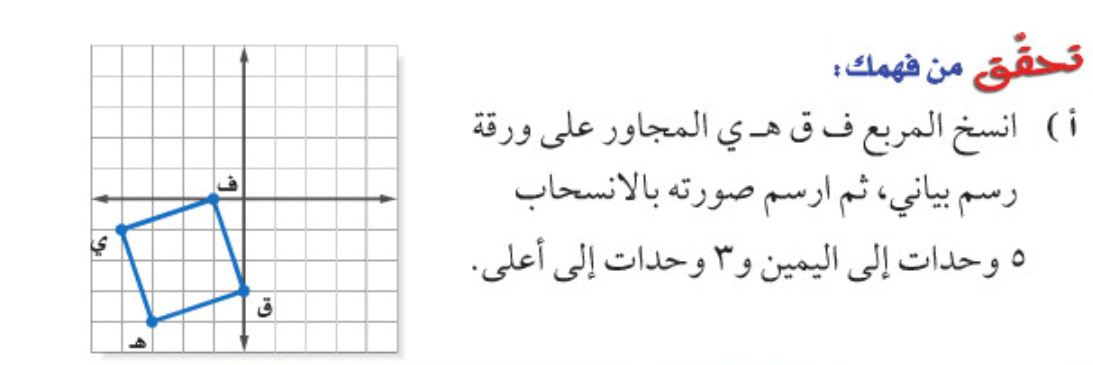 تحقّق من فهمك:
أ ) انسخ المربع ف ق هـ ي المجاور على ورقة
رسم بياني، ثم ارسم صورته بالانسحاب
٥ وحدات إلى اليمين و٣ وحدات إلى أعلى.
ف
ي
ق
هـ